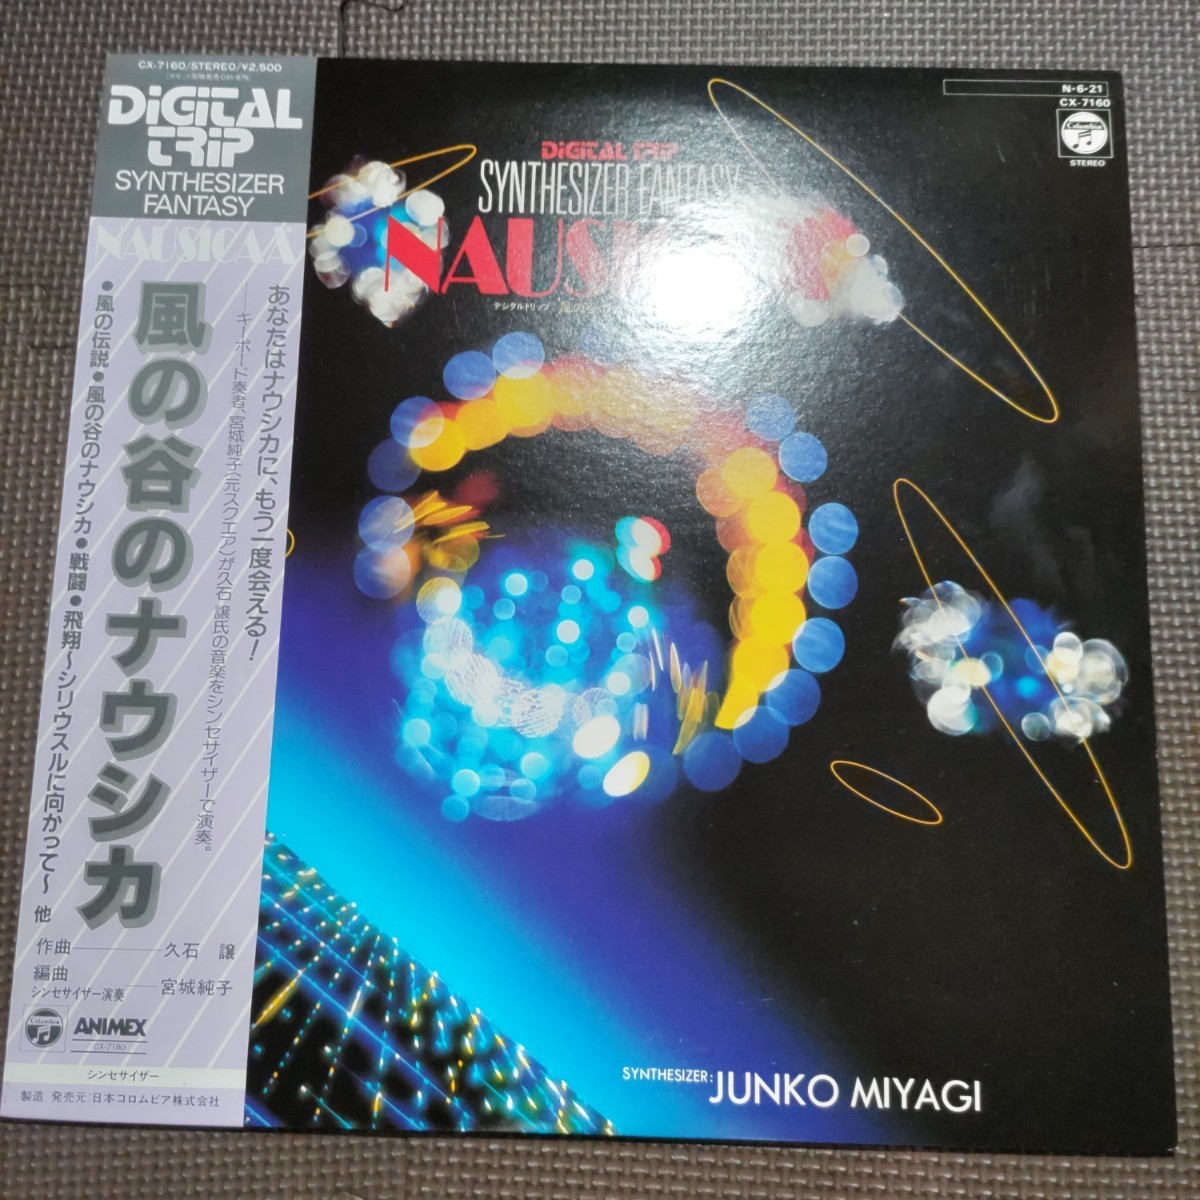 CX-7160/STEREO/¥2,500
DiGiTAL
TRiP
SYNTHESIZER
FANTASY
NAUSICAÄ
風の谷のナウシカ
あなたはナウシカに、もう一度会える!
──キーボード奏者、宮城純子(元スクエア)が久石 譲氏の音楽をシンセサイザーで演奏。
●風の伝説●風の谷のナウシカ●戦闘●飛翔〜シリウスルに向かって〜 他
作曲────久石 譲
編曲
シンセサイザー演奏──宮城純子
Columbia
ANIMEX
CX-7160
シンセサイザー
製造 発売元:日本コロムビア株式会社
N・6・21
CX-7160
Columbia
STEREO
DiGiTAL TRiP
SYNTHESIZER FANTASY
デジタルドリップ
SYNTHESIZER: JUNKO MIYAGI